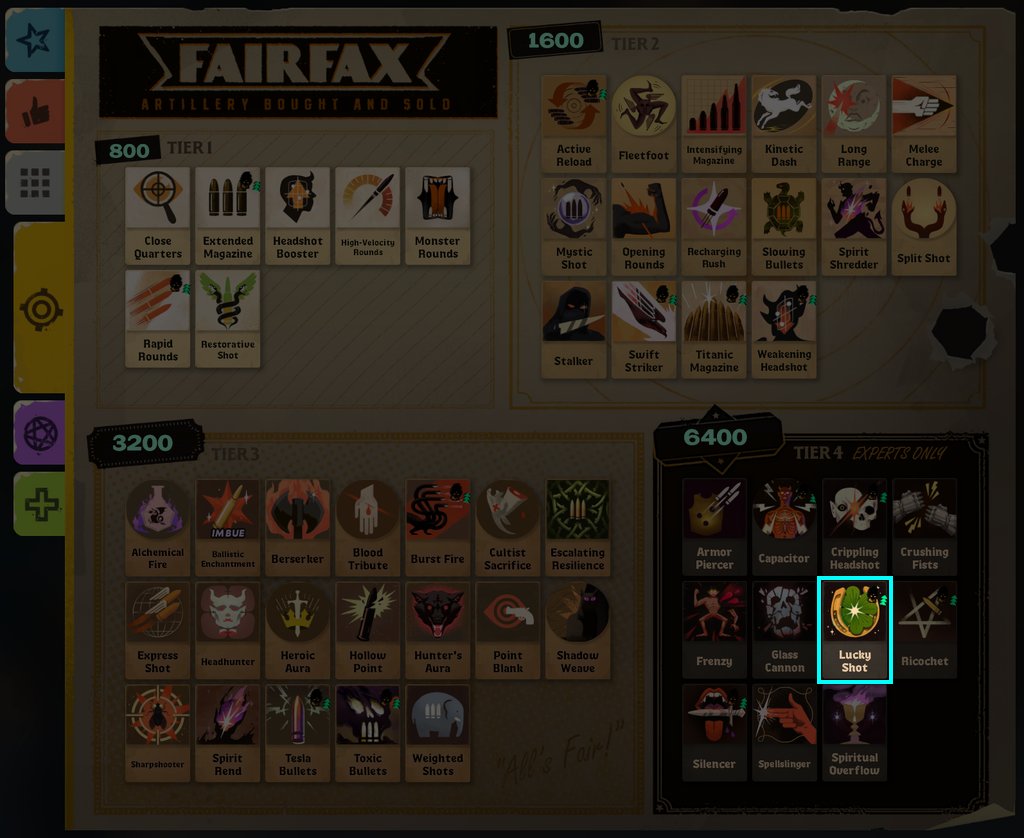 FAIRFAX
ARTILLERY BOUGHT AND SOLD
800 TIER 1
Close Quarters
Extended Magazine
Headshot Booster
High-Velocity Rounds
Monster Rounds
Rapid Rounds
Restorative Shot
1600 TIER 2
Active Reload
Fleetfoot
Intensifying Magazine
Kinetic Dash
Long Range
Melee Charge
Mystic Shot
Opening Rounds
Recharging Rush
Slowing Bullets
Spirit Shredder
Split Shot
Stalker
Swift Striker
Titanic Magazine
Weakening Headshot
3200 TIER 3
Alchemical Fire
IMBUE
Ballistic Enchantment
Berserker
Blood Tribute
Burst Fire
Cultist Sacrifice
Escalating Resilience
Express Shot
Headhunter
Heroic Aura
Hollow Point
Hunter's Aura
Point Blank
Shadow Weave
Sharpshooter
Spirit Rend
Tesla Bullets
Toxic Bullets
Weighted Shots
"All's Fair!"
6400 TIER 4 EXPERTS ONLY
Armor Piercer
Capacitor
Crippling Headshot
Crushing Fists
Frenzy
Glass Cannon
Lucky Shot
Ricochet
Silencer
Spellslinger
Spiritual Overflow